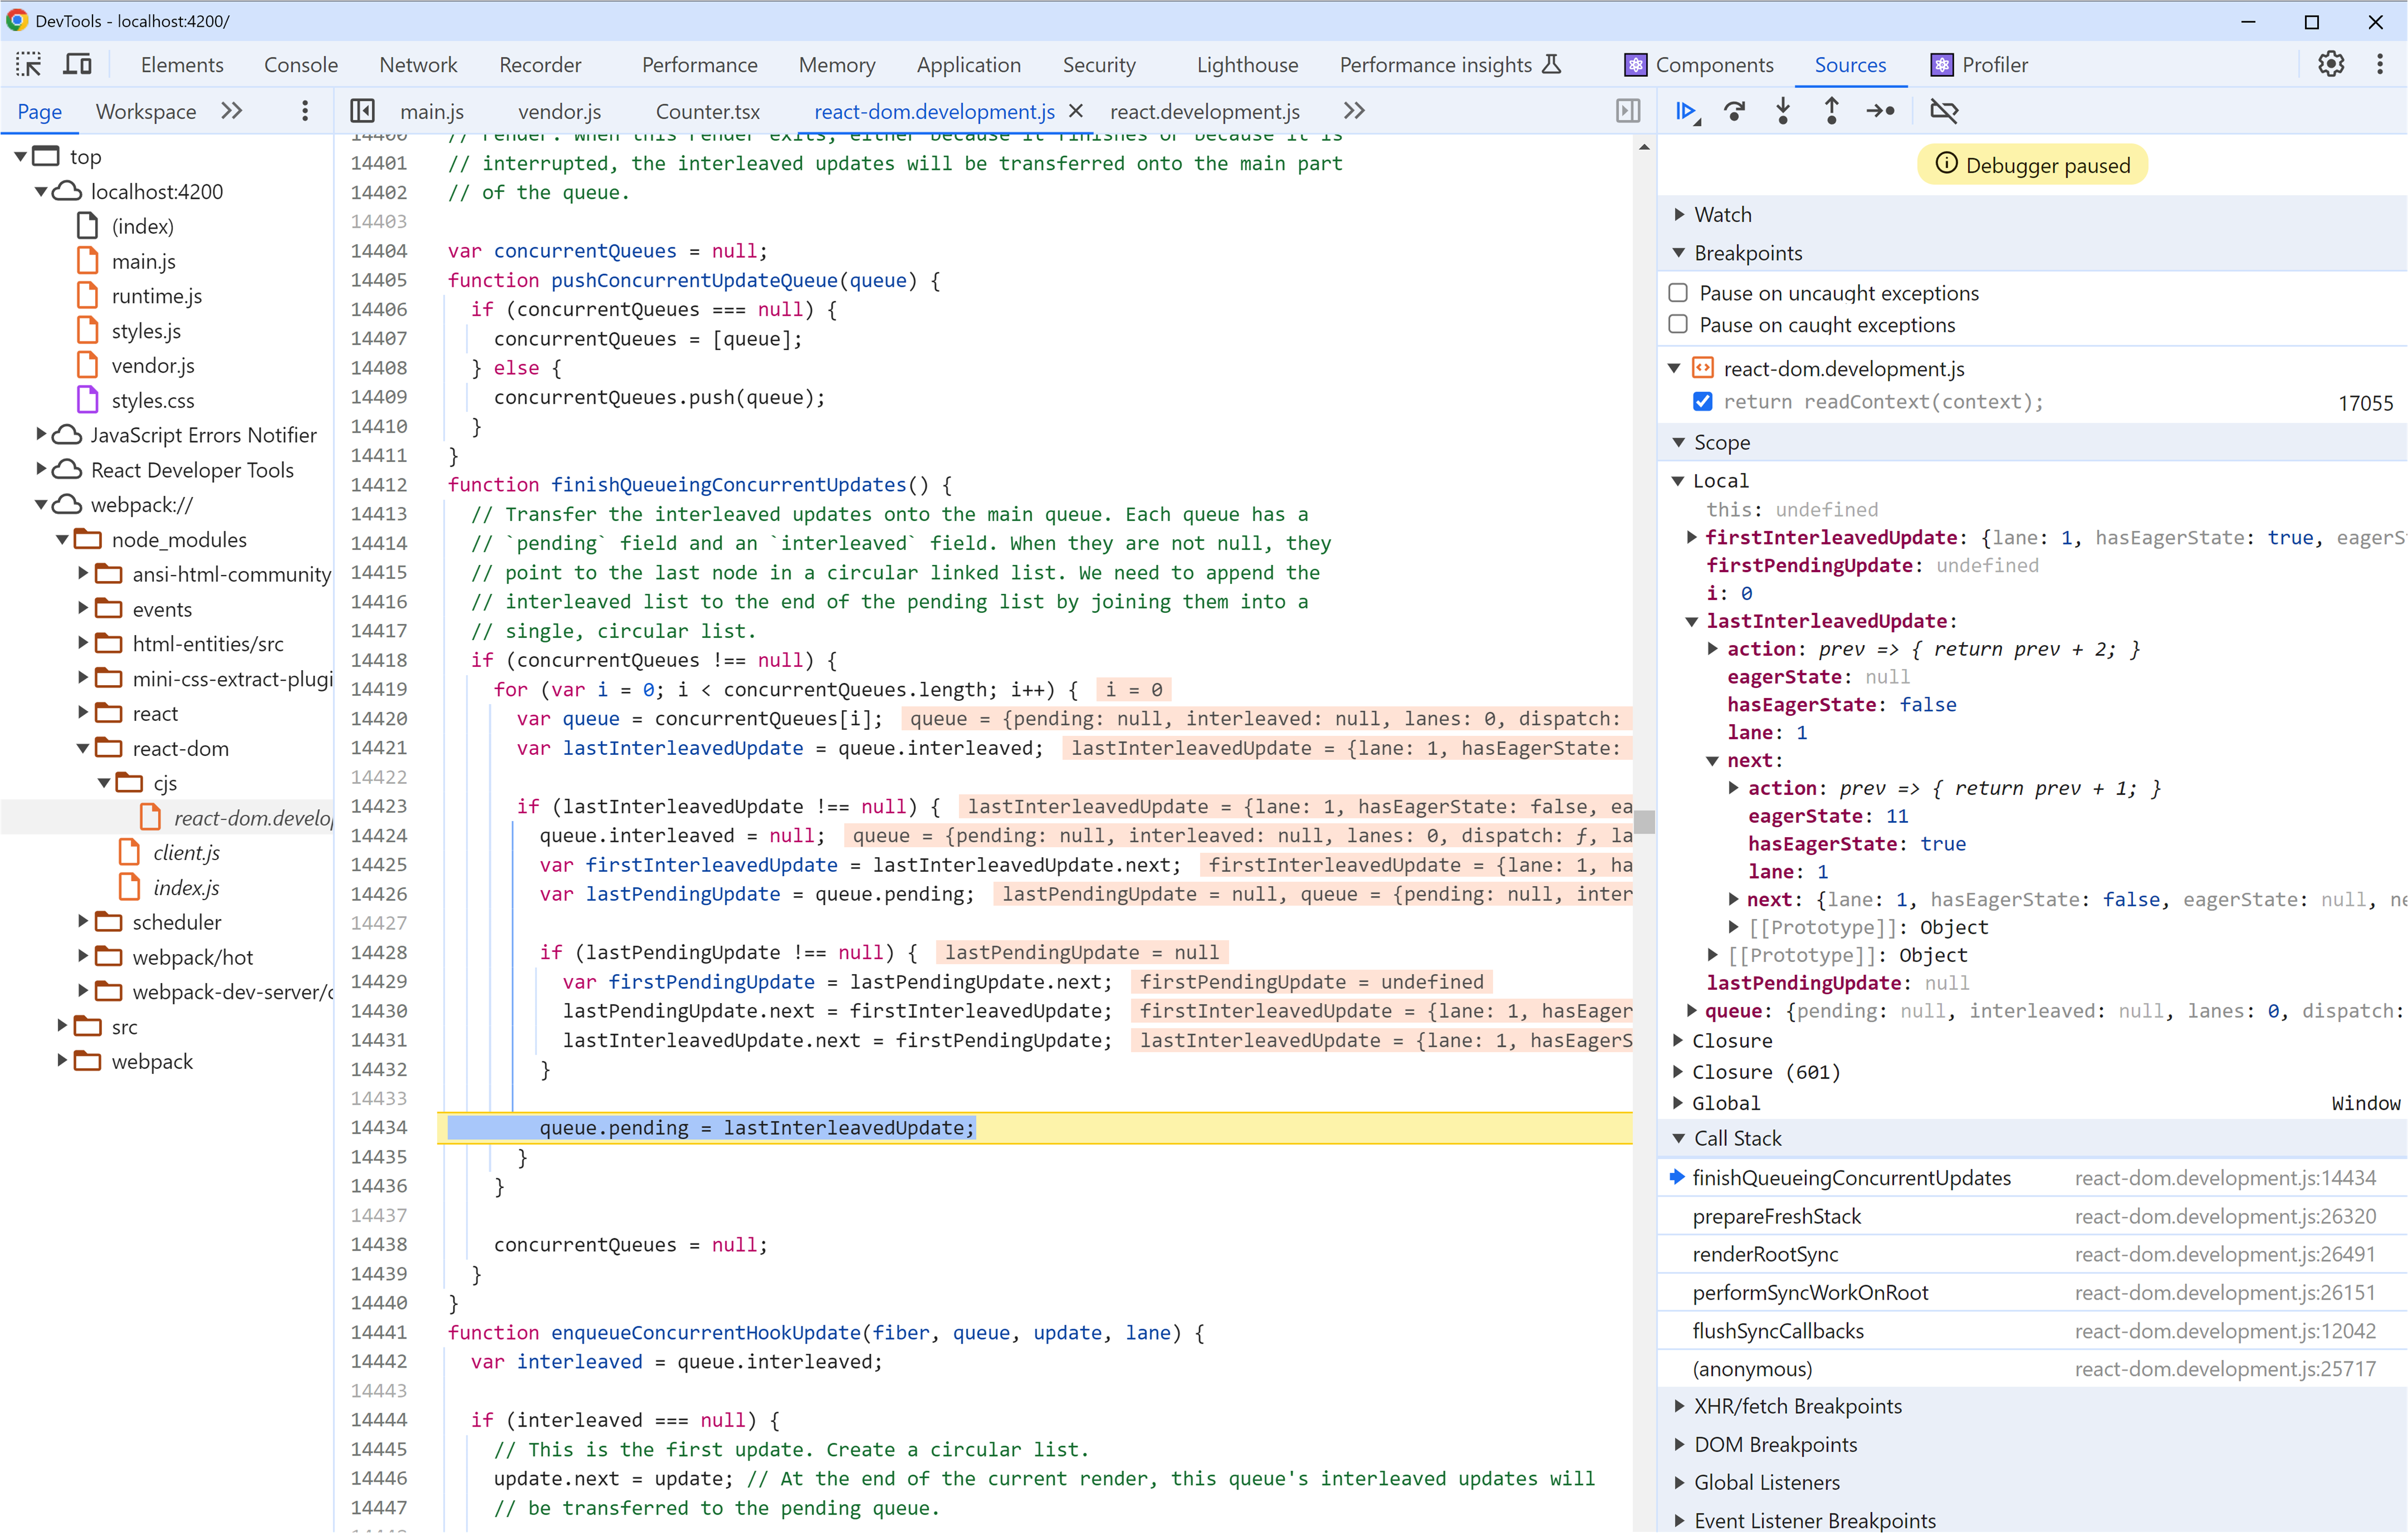 DevTools - localhost:4200/
Elements Console Network Recorder Performance Memory Application Security Lighthouse Performance insights Components Sources Profiler
Page Workspace
main.js vendor.js Counter.tsx react-dom.development.js react.development.js
top
localhost:4200
(index)
main.js
runtime.js
styles.js
vendor.js
styles.css
JavaScript Errors Notifier
React Developer Tools
webpack://
node_modules
ansi-html-community
events
html-entities/src
mini-css-extract-plugi
react
react-dom
cjs
react-dom.develop
client.js
index.js
scheduler
webpack/hot
webpack-dev-server/c
src
webpack
14400 // render. When this render exits, either because it finishes or because it is
14401 // interrupted, the interleaved updates will be transferred onto the main part
14402 // of the queue.
14403
14404 var concurrentQueues = null;
14405 function pushConcurrentUpdateQueue(queue) {
14406 if (concurrentQueues === null) {
14407 concurrentQueues = [queue];
14408 } else {
14409 concurrentQueues.push(queue);
14410 }
14411 }
14412 function finishQueueingConcurrentUpdates() {
14413 // Transfer the interleaved updates onto the main queue. Each queue has a
14414 // `pending` field and an `interleaved` field. When they are not null, they
14415 // point to the last node in a circular linked list. We need to append the
14416 // interleaved list to the end of the pending list by joining them into a
14417 // single, circular list.
14418 if (concurrentQueues !== null) {
14419 for (var i = 0; i < concurrentQueues.length; i++) { i = 0
14420 var queue = concurrentQueues[i]; queue = {pending: null, interleaved: null, lanes: 0, dispatch:
14421 var lastInterleavedUpdate = queue.interleaved; lastInterleavedUpdate = {lane: 1, hasEagerState:
14422
14423 if (lastInterleavedUpdate !== null) { lastInterleavedUpdate = {lane: 1, hasEagerState: false, ea
14424 queue.interleaved = null; queue = {pending: null, interleaved: null, lanes: 0, dispatch: ƒ, la
14425 var firstInterleavedUpdate = lastInterleavedUpdate.next; firstInterleavedUpdate = {lane: 1, ha
14426 var lastPendingUpdate = queue.pending; lastPendingUpdate = null, queue = {pending: null, inter
14427
14428 if (lastPendingUpdate !== null) { lastPendingUpdate = null
14429 var firstPendingUpdate = lastPendingUpdate.next; firstPendingUpdate = undefined
14430 lastPendingUpdate.next = firstInterleavedUpdate; firstInterleavedUpdate = {lane: 1, hasEager
14431 lastInterleavedUpdate.next = firstPendingUpdate; lastInterleavedUpdate = {lane: 1, hasEagerS
14432 }
14433
14434 queue.pending = lastInterleavedUpdate;
14435 }
14436 }
14437
14438 concurrentQueues = null;
14439 }
14440 }
14441 function enqueueConcurrentHookUpdate(fiber, queue, update, lane) {
14442 var interleaved = queue.interleaved;
14443
14444 if (interleaved === null) {
14445 // This is the first update. Create a circular list.
14446 update.next = update; // At the end of the current render, this queue's interleaved updates will
14447 // be transferred to the pending queue.
Debugger paused
Watch
Breakpoints
Pause on uncaught exceptions
Pause on caught exceptions
react-dom.development.js
return readContext(context); 17055
Scope
Local
this: undefined
firstInterleavedUpdate: {lane: 1, hasEagerState: true, eagerS
firstPendingUpdate: undefined
i: 0
lastInterleavedUpdate:
action: prev => { return prev + 2; }
eagerState: null
hasEagerState: false
lane: 1
next:
action: prev => { return prev + 1; }
eagerState: 11
hasEagerState: true
lane: 1
next: {lane: 1, hasEagerState: false, eagerState: null, ne
[[Prototype]]: Object
[[Prototype]]: Object
lastPendingUpdate: null
queue: {pending: null, interleaved: null, lanes: 0, dispatch:
Closure
Closure (601)
Global Window
Call Stack
finishQueueingConcurrentUpdates react-dom.development.js:14434
prepareFreshStack react-dom.development.js:26320
renderRootSync react-dom.development.js:26491
performSyncWorkOnRoot react-dom.development.js:26151
flushSyncCallbacks react-dom.development.js:12042
(anonymous) react-dom.development.js:25717
XHR/fetch Breakpoints
DOM Breakpoints
Global Listeners
Event Listener Breakpoints